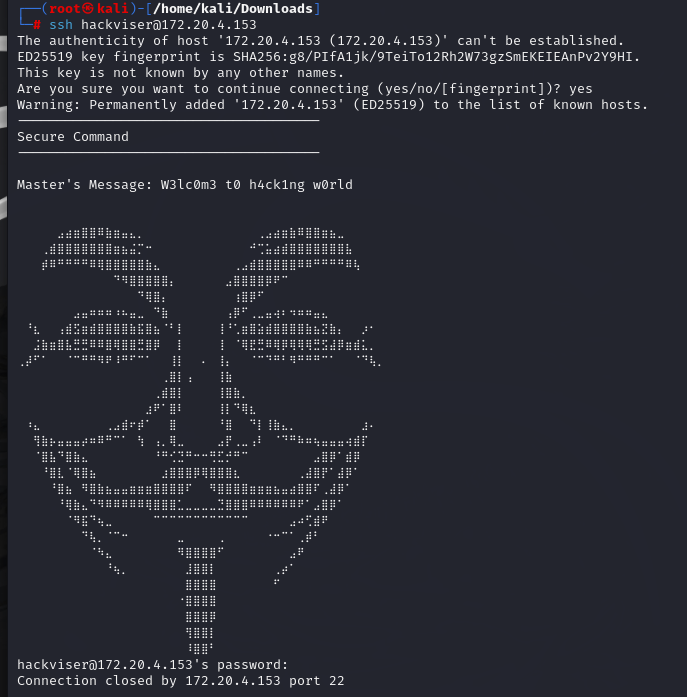 ┌──(root㉿kali)-[/home/kali/Downloads]
└─# ssh hackviser@172.20.4.153
The authenticity of host '172.20.4.153 (172.20.4.153)' can't be established.
ED25519 key fingerprint is SHA256:g8/PIfA1jk/9TeiTo12Rh2W73gzSmEKEIEAnPv2Y9HI.
This key is not known by any other names.
Are you sure you want to continue connecting (yes/no/[fingerprint])? yes
Warning: Permanently added '172.20.4.153' (ED25519) to the list of known hosts.
Secure Command
Master's Message: W3lc0m3 t0 h4ck1ng w0rld
hackviser@172.20.4.153's password:
Connection closed by 172.20.4.153 port 22